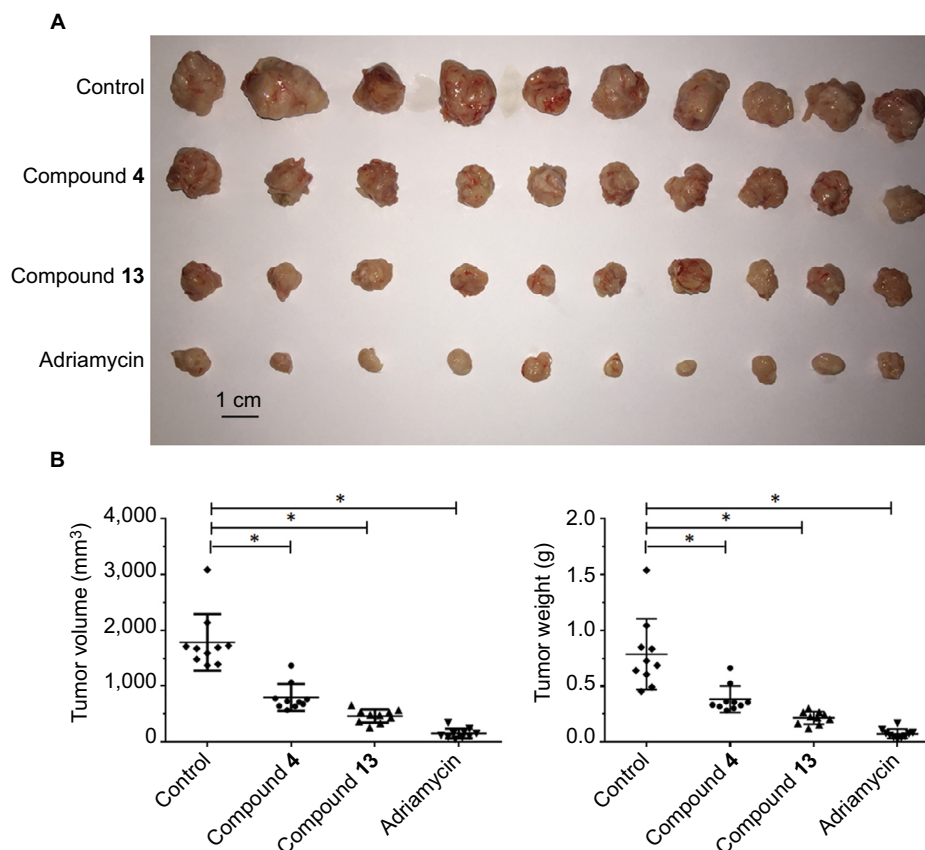 A
Control
Compound 4
Compound 13
Adriamycin
1 cm
B
Tumor volume (mm³)
4,000
3,000
2,000
1,000
0
*
*
*
Control
Compound 4
Compound 13
Adriamycin
Tumor weight (g)
2.0
1.5
1.0
0.5
0.0
*
*
*
Control
Compound 4
Compound 13
Adriamycin